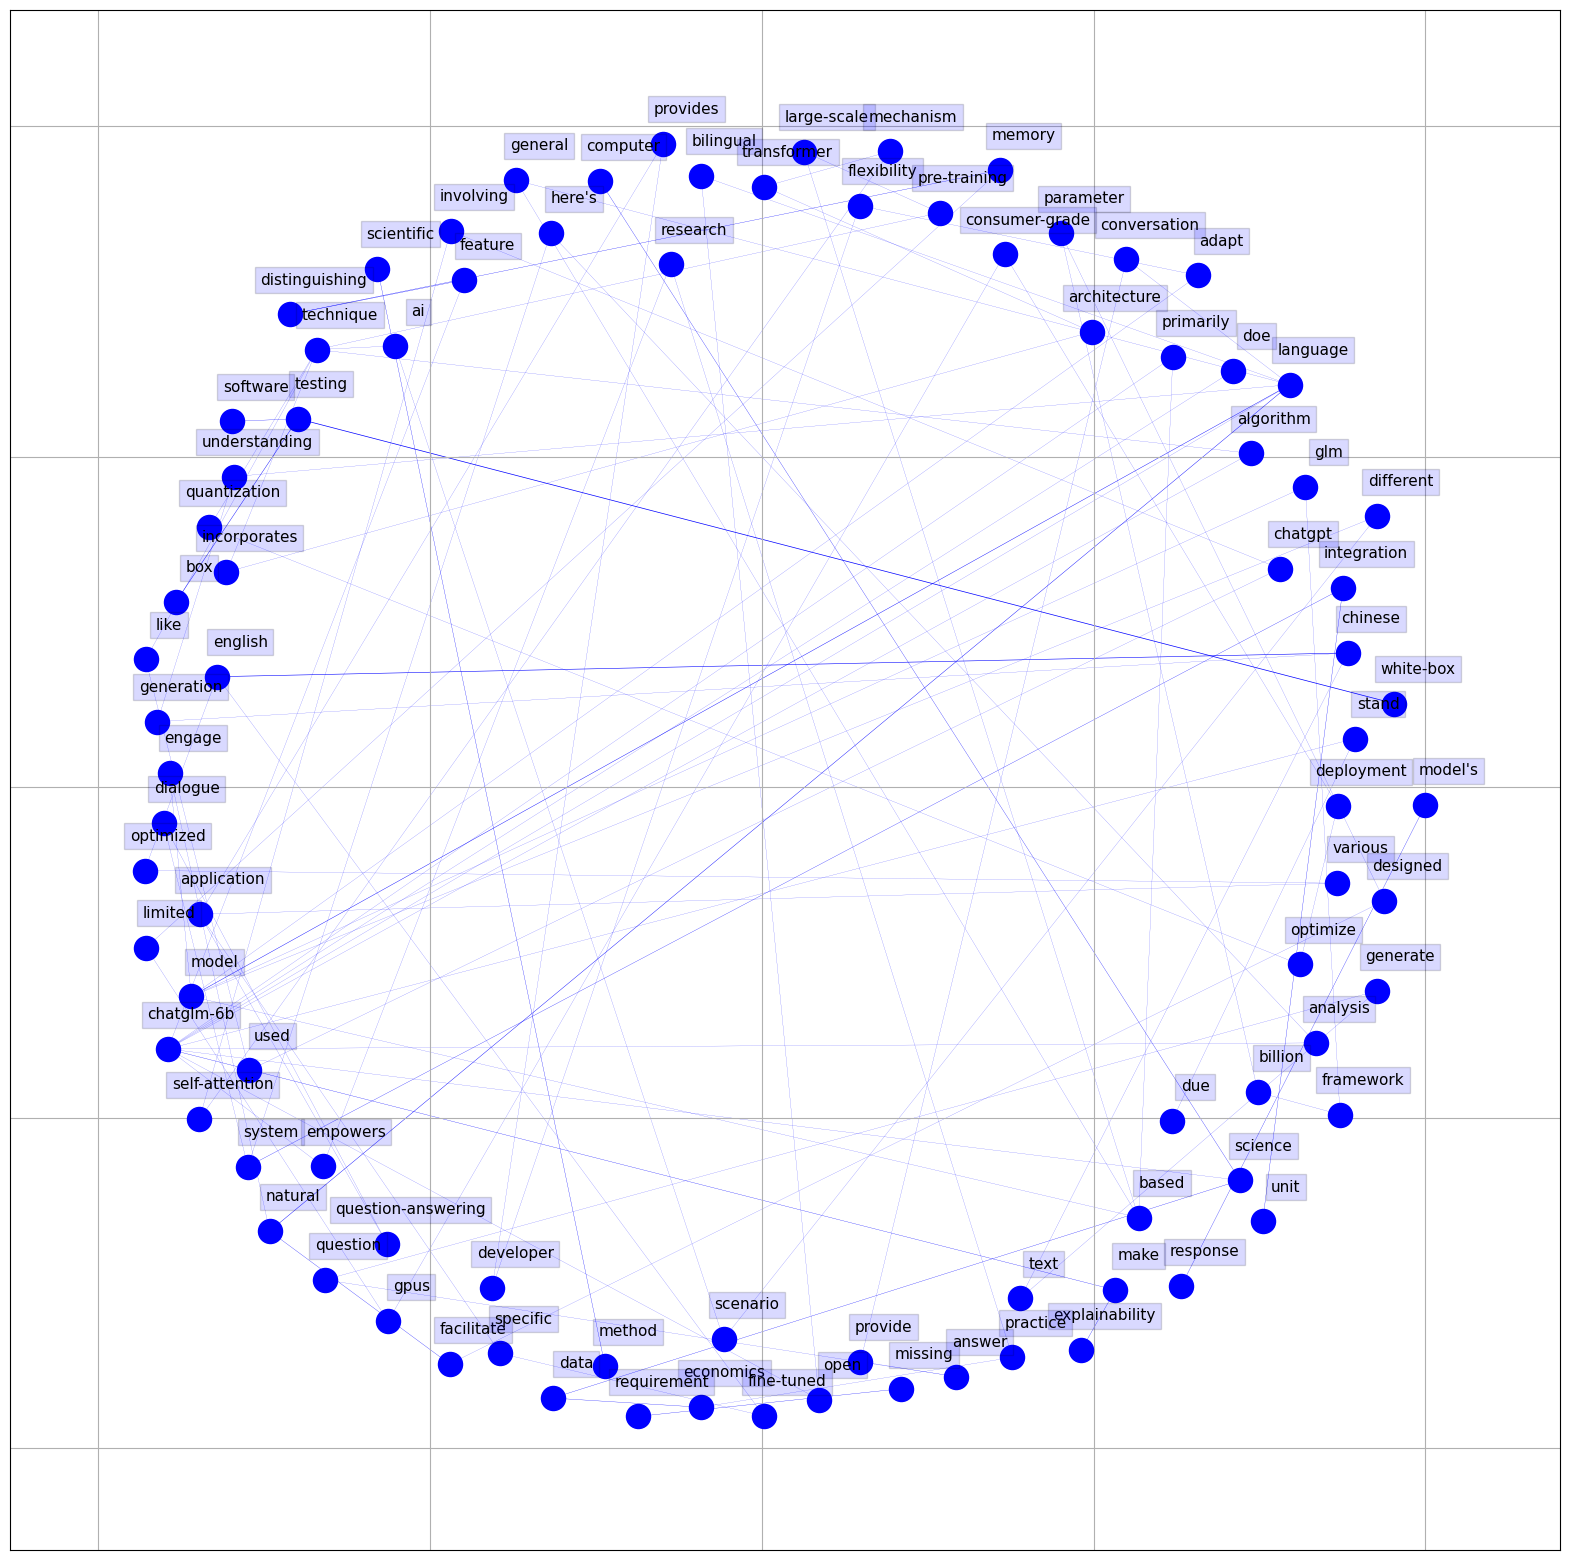 provides
large-scale
mechanism
memory
general
computer
bilingual
transformer
flexibility
pre-training
involving
here's
parameter
consumer-grade
conversation
scientific
feature
research
adapt
distinguishing
architecture
technique
ai
primarily
doe
language
software
testing
algorithm
understanding
glm
quantization
different
incorporates
chatgpt
integration
box
like
chinese
english
white-box
generation
stand
engage
deployment
model's
dialogue
optimized
various
designed
application
limited
optimize
model
generate
chatglm-6b
analysis
used
billion
self-attention
due
framework
system
empowers
science
natural
based
unit
question-answering
question
developer
make
response
gpus
text
scenario
explainability
facilitate
specific
method
provide
practice
answer
missing
data
economics
open
requirement
fine-tuned